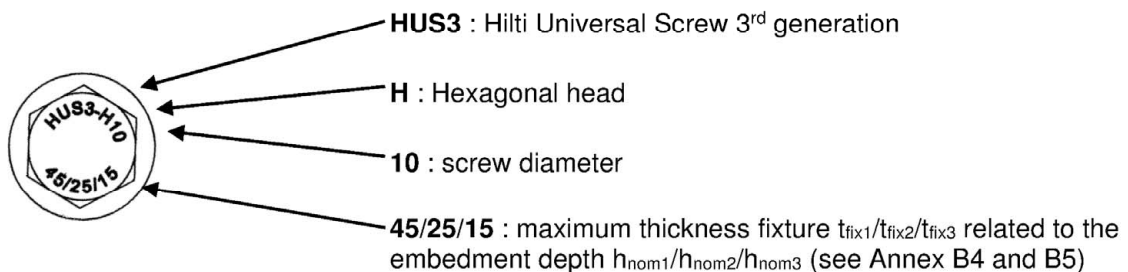 HUS3 : Hilti Universal Screw 3rd generation
H : Hexagonal head
HUS3-H10
10 : screw diameter
45/25/15
45/25/15 : maximum thickness fixture tfix1/tfix2/tfix3 related to the
embedment depth hnom1/hnom2/hnom3 (see Annex B4 and B5)